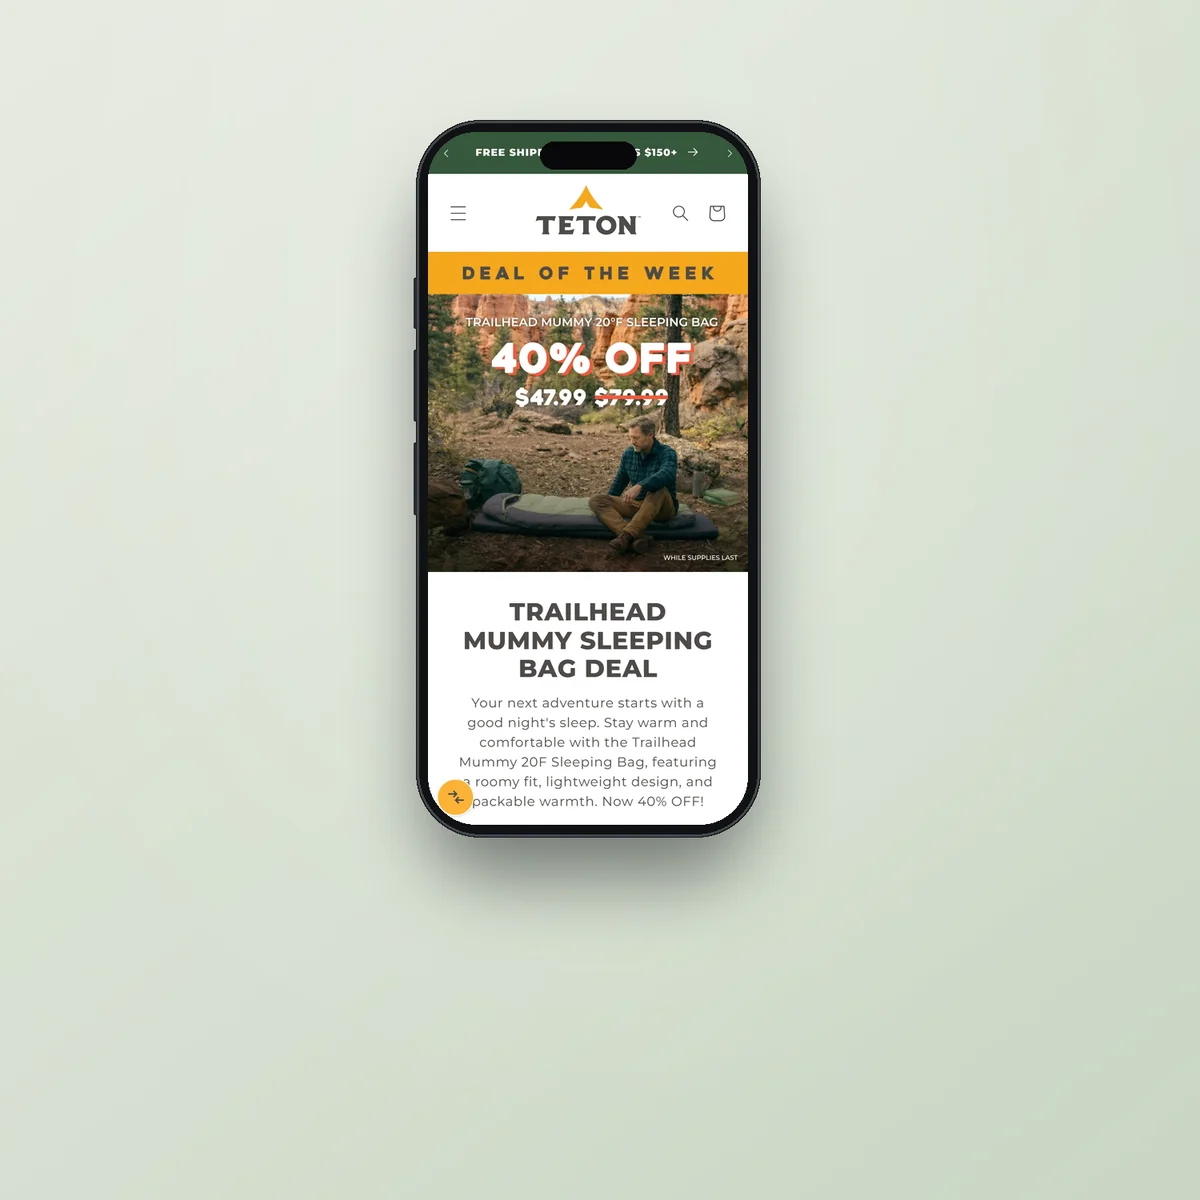 FREE SHIPP $150+
TETON
DEAL OF THE WEEK
TRAILHEAD MUMMY 20°F SLEEPING BAG
40% OFF
$47.99 $79.99
WHILE SUPPLIES LAST
TRAILHEAD
MUMMY SLEEPING
BAG DEAL
Your next adventure starts with a
good night's sleep. Stay warm and
comfortable with the Trailhead
Mummy 20F Sleeping Bag, featuring
a roomy fit, lightweight design, and
packable warmth. Now 40% OFF!